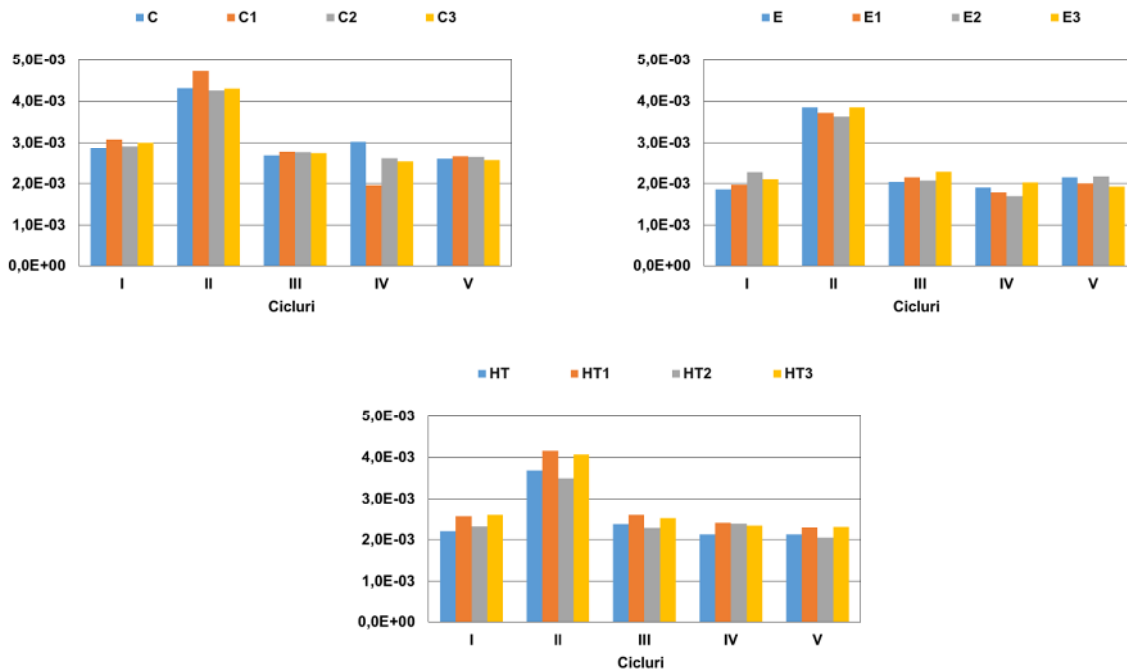 C C1 C2 C3
5,0E-03
4,0E-03
3,0E-03
2,0E-03
1,0E-03
0,0E+00
I II III IV V
Cicluri
E E1 E2 E3
5,0E-03
4,0E-03
3,0E-03
2,0E-03
1,0E-03
0,0E+00
I II III IV V
Cicluri
HT HT1 HT2 HT3
5,0E-03
4,0E-03
3,0E-03
2,0E-03
1,0E-03
0,0E+00
I II III IV V
Cicluri